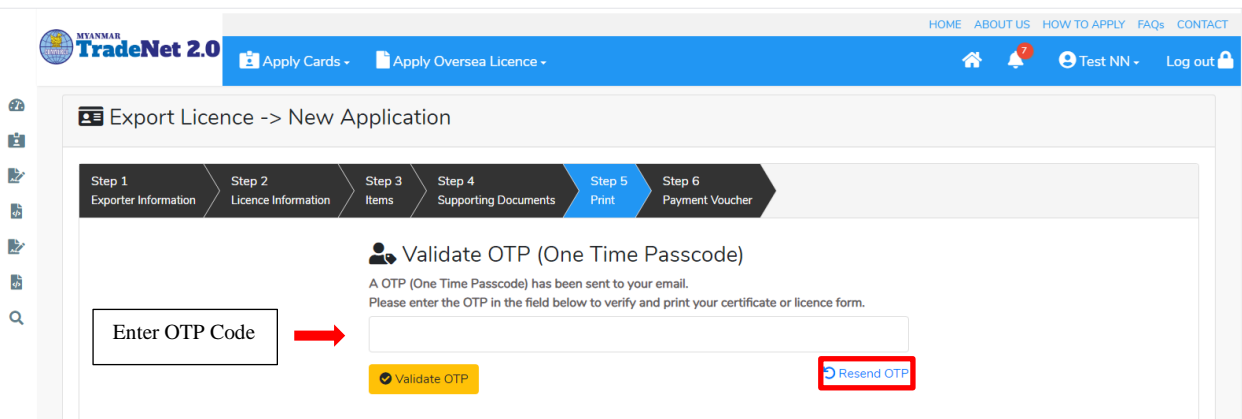 HOME ABOUT US HOW TO APPLY FAQs CONTACT
MYANMAR
TradeNet 2.0
Apply Cards
Apply Oversea Licence
7
Test NN
Log out
Export Licence -> New Application
Step 1
Exporter Information
Step 2
Licence Information
Step 3
Items
Step 4
Supporting Documents
Step 5
Print
Step 6
Payment Voucher
Validate OTP (One Time Passcode)
A OTP (One Time Passcode) has been sent to your email.
Please enter the OTP in the field below to verify and print your certificate or licence form.
Enter OTP Code
Resend OTP
Validate OTP